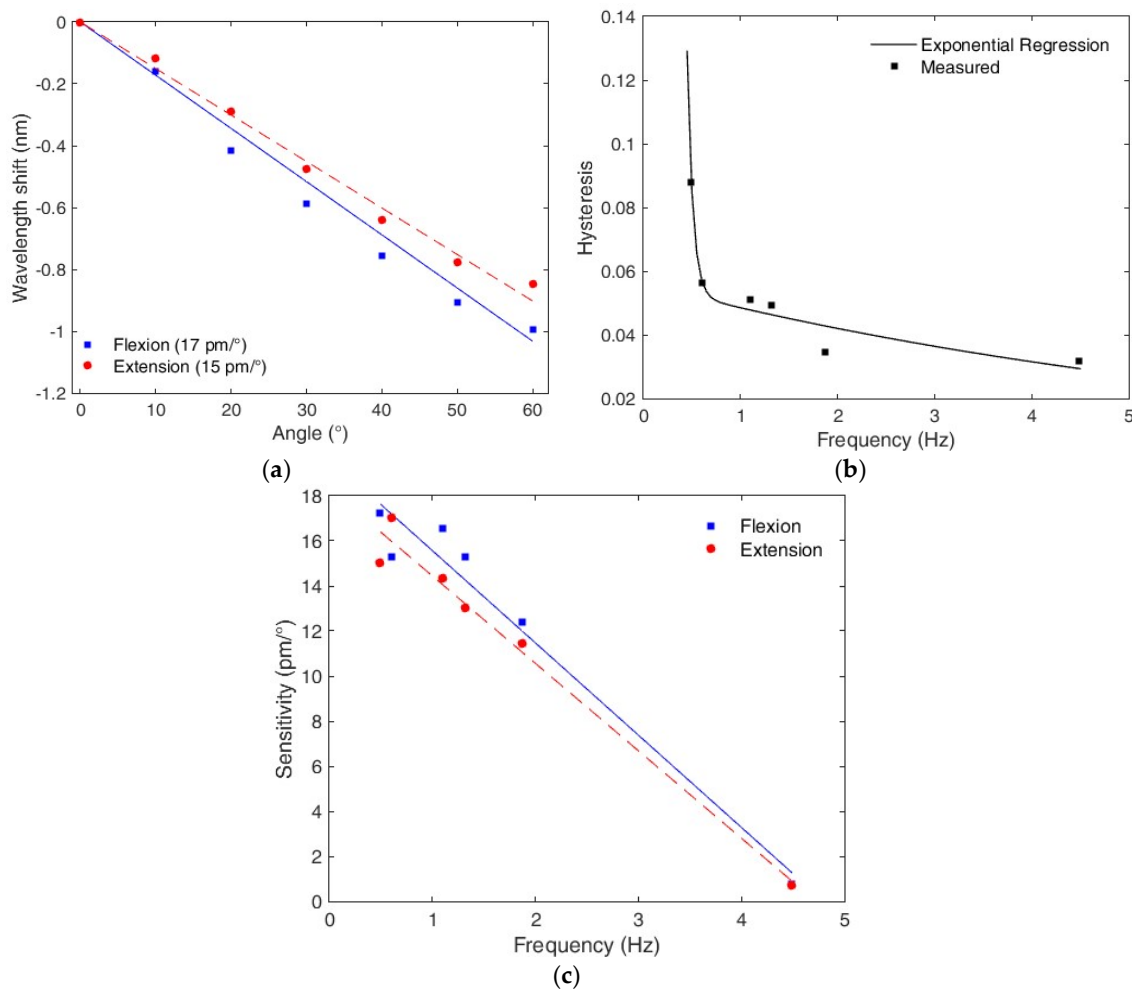 0
-0.2
-0.4
-0.6
-0.8
-1
-1.2
Wavelength shift (nm)
Flexion (17 pm/°)
Extension (15 pm/°)
0 10 20 30 40 50 60
Angle (°)
(a)
0.14
0.12
0.1
0.08
0.06
0.04
0.02
Hysteresis
Exponential Regression
Measured
0 1 2 3 4 5
Frequency (Hz)
(b)
18
16
14
12
10
8
6
4
2
0
Sensitivity (pm/°)
Flexion
Extension
0 1 2 3 4 5
Frequency (Hz)
(c)